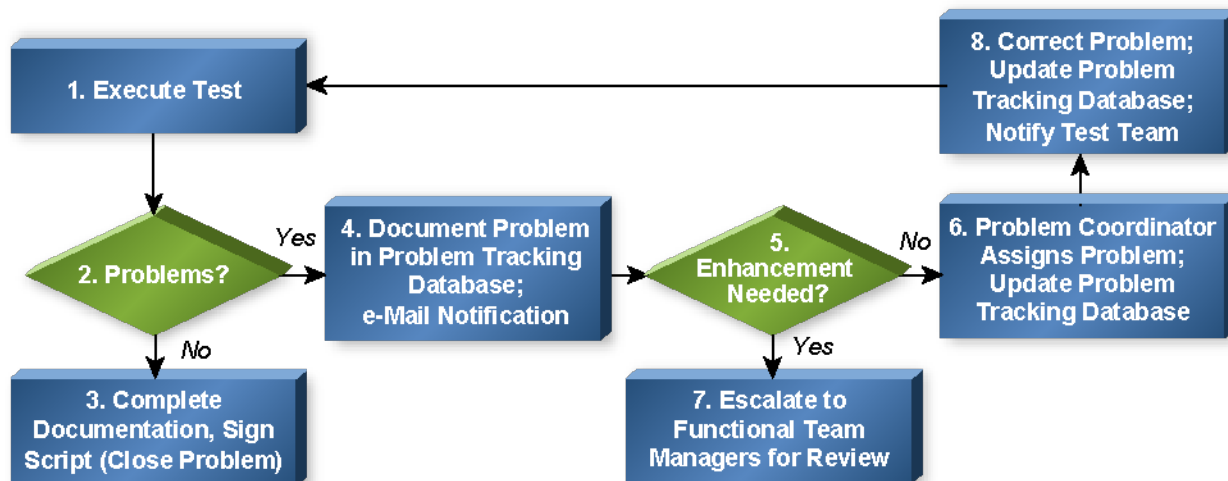 1. Execute Test
2. Problems?
Yes
No
3. Complete
Documentation, Sign
Script (Close Problem)
4. Document Problem
in Problem Tracking
Database;
e-Mail Notification
5.
Enhancement
Needed?
No
Yes
6. Problem Coordinator
Assigns Problem;
Update Problem
Tracking Database
7. Escalate to
Functional Team
Managers for Review
8. Correct Problem;
Update Problem
Tracking Database;
Notify Test Team